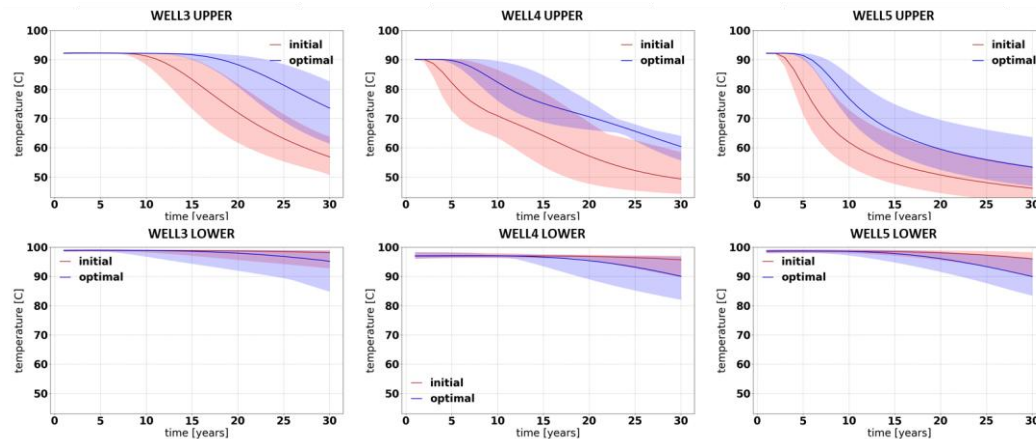 WELL3 UPPER
100
90
80
70
60
50
temperature [C]
initial
optimal
0 5 10 15 20 25 30
time [years]
WELL4 UPPER
100
90
80
70
60
50
temperature [C]
initial
optimal
0 5 10 15 20 25 30
time [years]
WELL5 UPPER
100
90
80
70
60
50
temperature [C]
initial
optimal
0 5 10 15 20 25 30
time [years]
WELL3 LOWER
100
90
80
70
60
50
temperature [C]
initial
optimal
0 5 10 15 20 25 30
time [years]
WELL4 LOWER
100
90
80
70
60
50
temperature [C]
initial
optimal
0 5 10 15 20 25 30
time [years]
WELL5 LOWER
100
90
80
70
60
50
temperature [C]
initial
optimal
0 5 10 15 20 25 30
time [years]